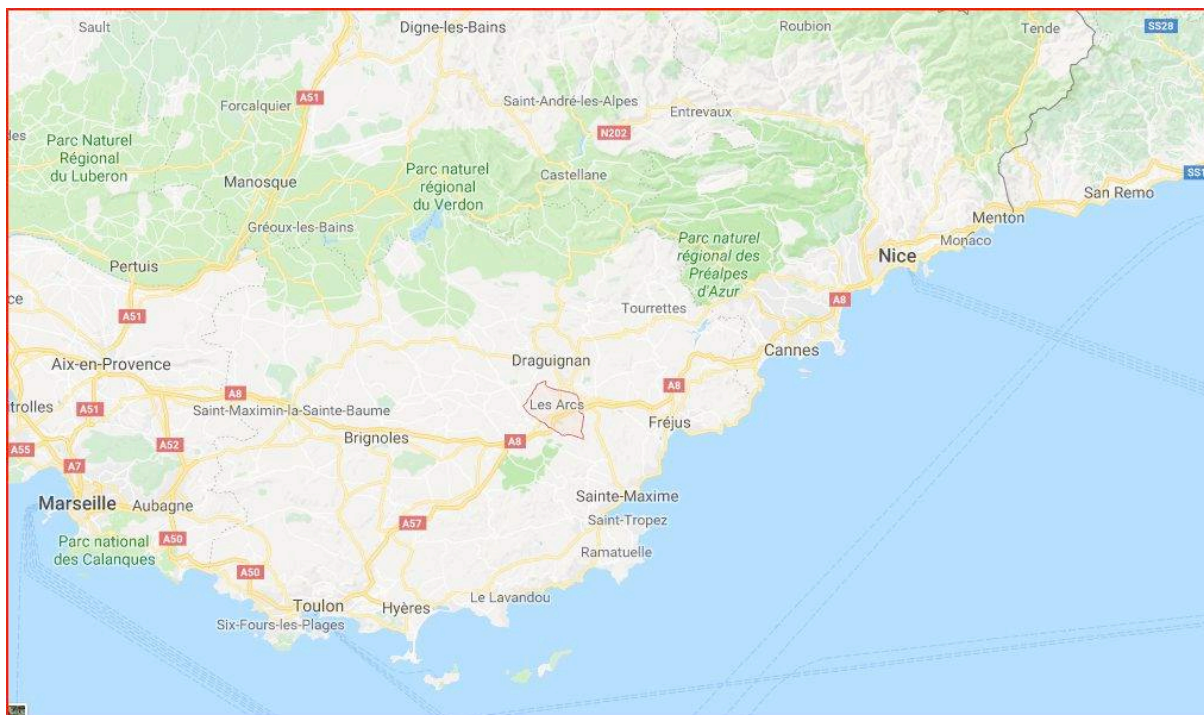 Sault
Digne-les-Bains
Roubion
Tende
SS28
A51
Forcalquier
Saint-André-les-Alpes
Entrevaux
N202
Parc Naturel
Régional
du Luberon
Manosque
Parc naturel
régional
du Verdon
Castellane
SS1
San Remo
Menton
Monaco
Gréoux-les-Bains
Parc naturel
régional des
Préalpes
d'Azur
Nice
Pertuis
A51
Tourrettes
A8
Aix-en-Provence
Draguignan
Cannes
A8
A8
Les Arcs
A51
Saint-Maximin-la-Sainte-Baume
Fréjus
Brignoles
A8
A52
A55
A7
Marseille
Aubagne
Sainte-Maxime
Saint-Tropez
A57
Ramatuelle
Parc national
des Calanques
A50
A50
Le Lavandou
Toulon
Hyères
Six-Fours-les-Plages